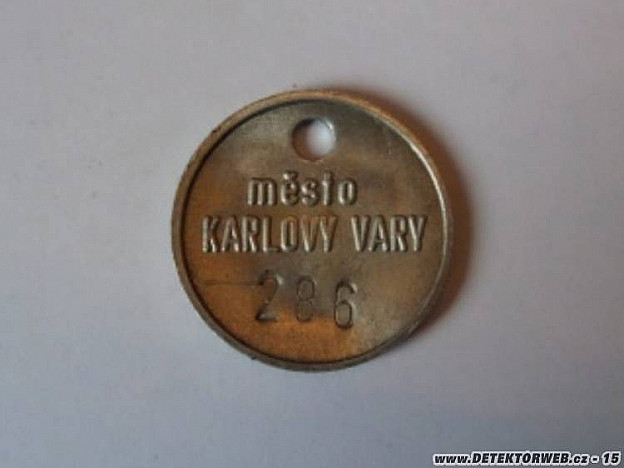 město
KARLOVY VARY
286
www.DETEKTORWEB.cz - 15